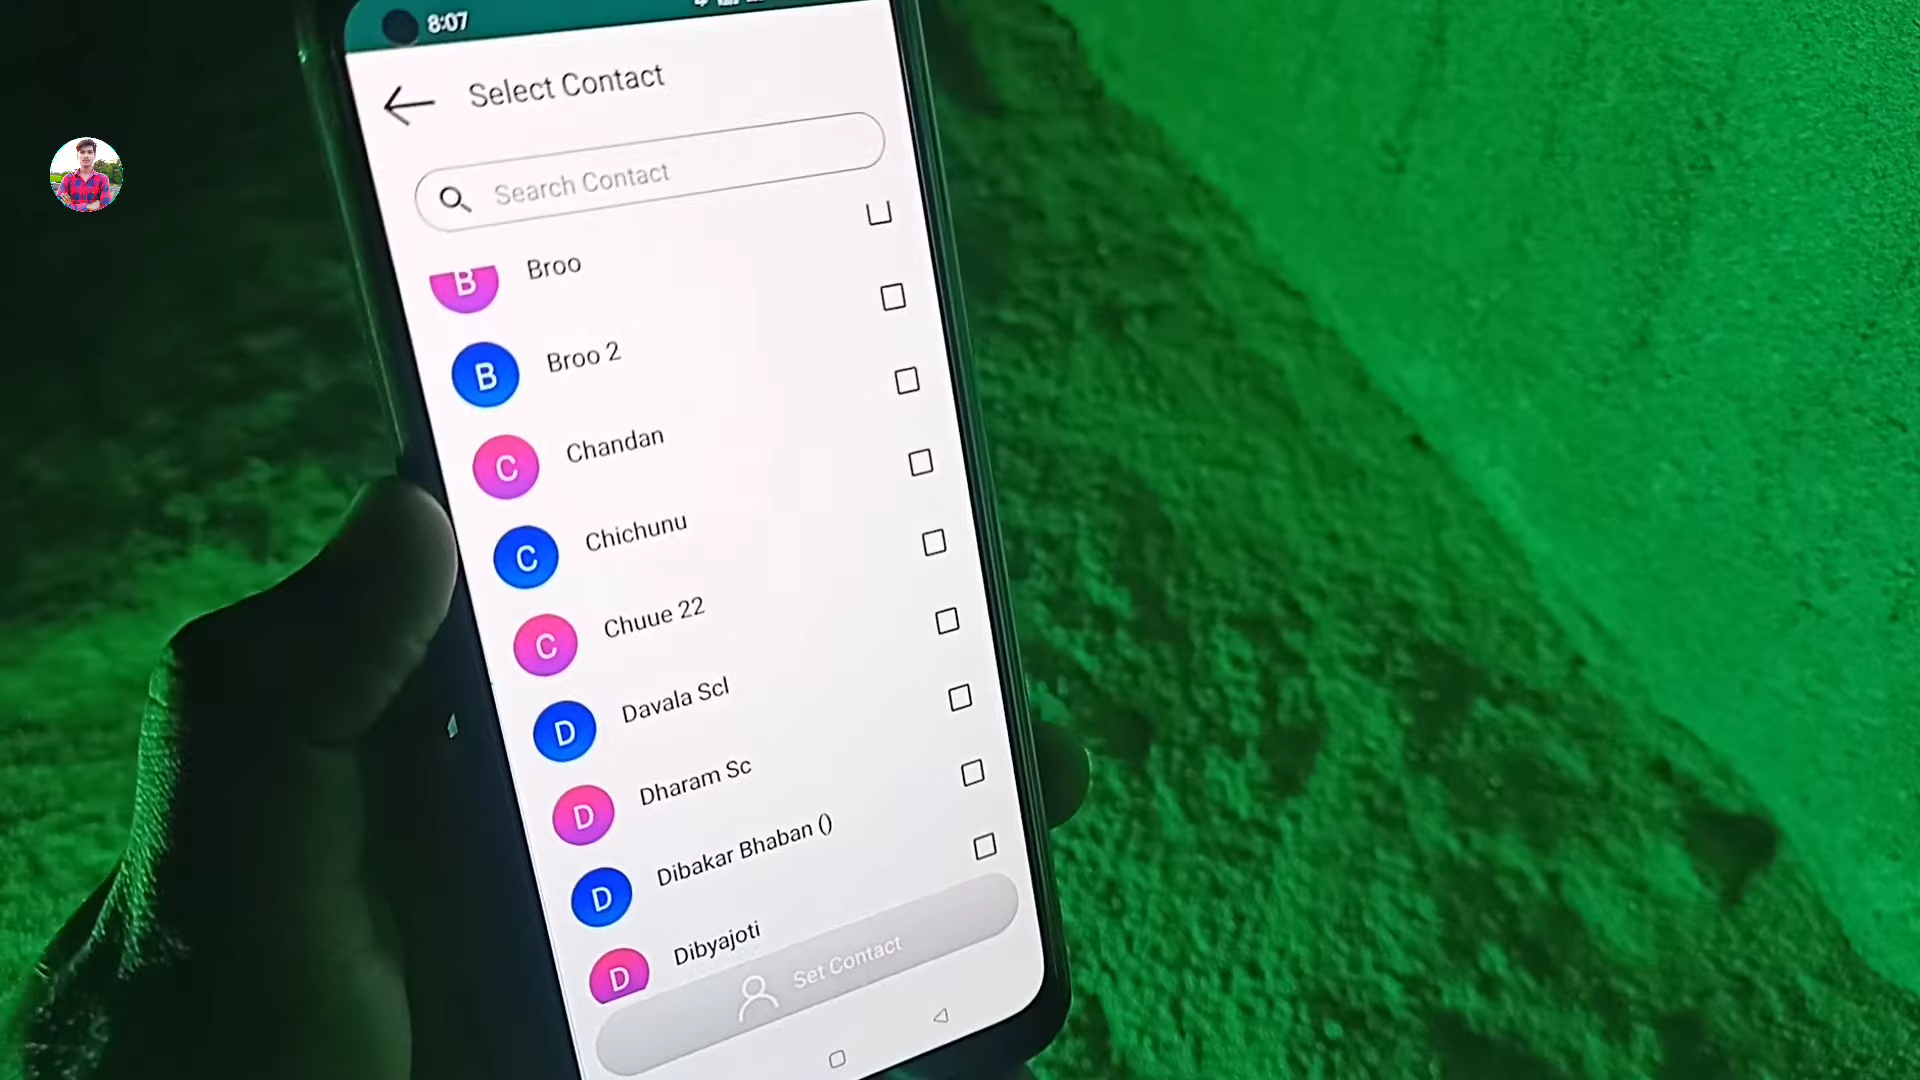 8:07
Select Contact
Search Contact
B Broo
B Broo 2
C Chandan
C Chichunu
C Chuue 22
D Davala Scl
D Dharam Sc
D Dibakar Bhaban ()
D Dibyajoti
Set Contact